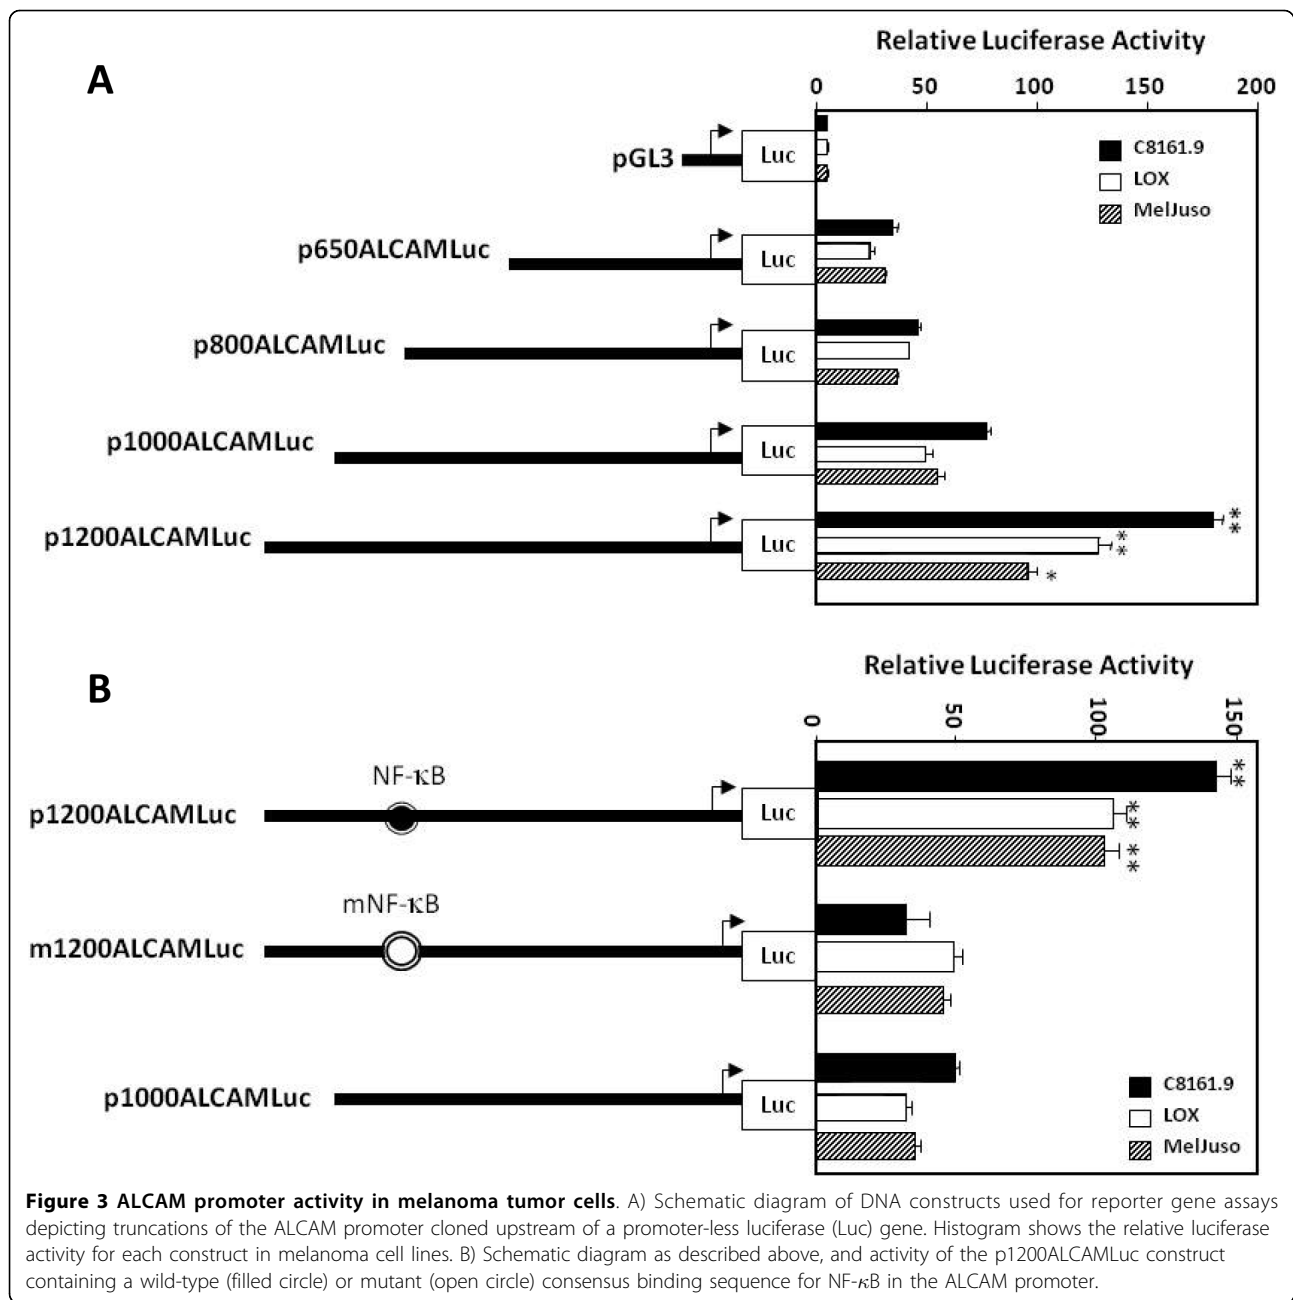 A
Relative Luciferase Activity
0 50 100 150 200
pGL3
Luc
C8161.9
LOX
MelJuso
p650ALCAMLuc
Luc
p800ALCAMLuc
Luc
p1000ALCAMLuc
Luc
p1200ALCAMLuc
Luc
**
**
*
B
Relative Luciferase Activity
0 50 100 150
NF-κB
p1200ALCAMLuc
Luc
**
**
**
mNF-κB
m1200ALCAMLuc
Luc
p1000ALCAMLuc
Luc
C8161.9
LOX
MelJuso
Figure 3 ALCAM promoter activity in melanoma tumor cells. A) Schematic diagram of DNA constructs used for reporter gene assays
depicting truncations of the ALCAM promoter cloned upstream of a promoter-less luciferase (Luc) gene. Histogram shows the relative luciferase
activity for each construct in melanoma cell lines. B) Schematic diagram as described above, and activity of the p1200ALCAMLuc construct
containing a wild-type (filled circle) or mutant (open circle) consensus binding sequence for NF-κB in the ALCAM promoter.